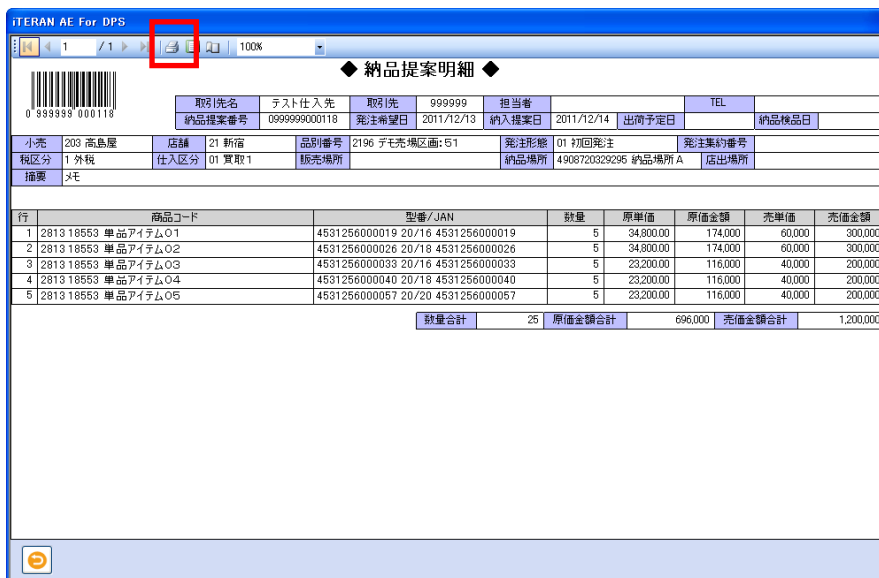 iTERAN AE For DPS
1 / 1 100%
◆ 納品提案明細 ◆
0 999999 000118
取引先名 テスト仕入先 取引先 999999 担当者 TEL
納品提案番号 0999999000118 発注希望日 2011/12/13 納入提案日 2011/12/14 出荷予定日 納品検品日
小売 203 高島屋 店舗 21 新宿 品別番号 2196 デモ売場区画:51 発注形態 01 初回発注 発注集約番号
税区分 1 外税 仕入区分 01 買取1 販売場所 納品場所 4908720329295 納品場所A 店出場所
摘要 メモ
行 商品コード 型番/JAN 数量 原単価 原価金額 売単価 売価金額
1 2813 18553 単品アイテム01 4531256000019 20/16 4531256000019 5 34,800.00 174,000 60,000 300,000
2 2813 18553 単品アイテム02 4531256000026 20/18 4531256000026 5 34,800.00 174,000 60,000 300,000
3 2813 18553 単品アイテム03 4531256000033 20/16 4531256000033 5 23,200.00 116,000 40,000 200,000
4 2813 18553 単品アイテム04 4531256000040 20/18 4531256000040 5 23,200.00 116,000 40,000 200,000
5 2813 18553 単品アイテム05 4531256000057 20/20 4531256000057 5 23,200.00 116,000 40,000 200,000
数量合計 25 原価金額合計 696,000 売価金額合計 1,200,000